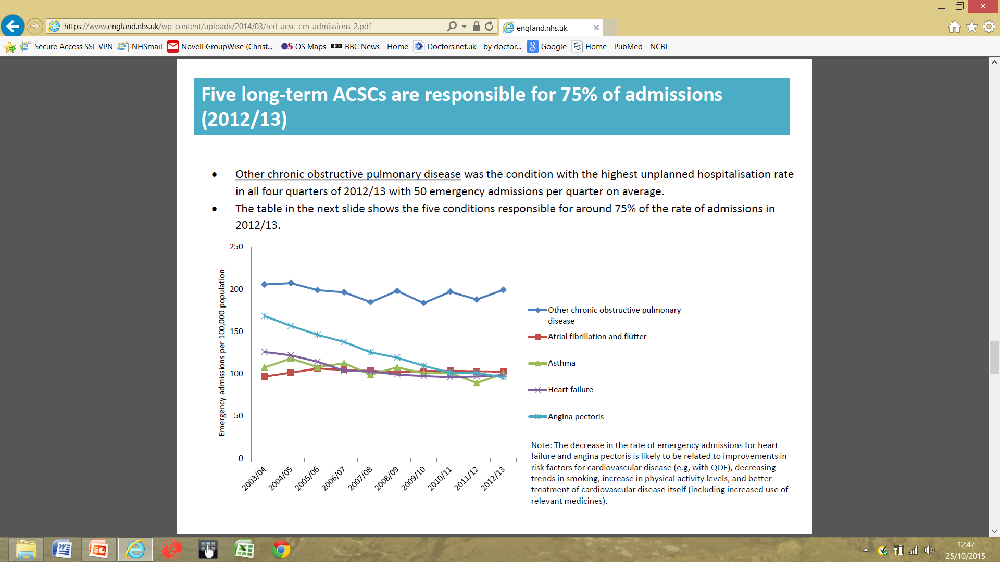 https://www.england.nhs.uk/wp-content/uploads/2014/03/red-acsc-em-admissions-2.pdf
england.nhs.uk
Secure Access SSL VPN
NHSmail
Novell GroupWise (Christ...
OS Maps
BBC
BBC News - Home
Doctors.net.uk - by doctor...
Google
Home - PubMed - NCBI
Five long-term ACSCs are responsible for 75% of admissions
(2012/13)
• Other chronic obstructive pulmonary disease was the condition with the highest unplanned hospitalisation rate
in all four quarters of 2012/13 with 50 emergency admissions per quarter on average.
• The table in the next slide shows the five conditions responsible for around 75% of the rate of admissions in
2012/13.
Emergency admissions per 100,000 population
250
200
150
100
50
0
2003/04
2004/05
2005/06
2006/07
2007/08
2008/09
2009/10
2010/11
2011/12
2012/13
Other chronic obstructive pulmonary
disease
Atrial fibrillation and flutter
Asthma
Heart failure
Angina pectoris
Note: The decrease in the rate of emergency admissions for heart
failure and angina pectoris is likely to be related to improvements in
risk factors for cardiovascular disease (e.g, with QOF), decreasing
trends in smoking, increase in physical activity levels, and better
treatment of cardiovascular disease itself (including increased use of
relevant medicines).
12:47
25/10/2015